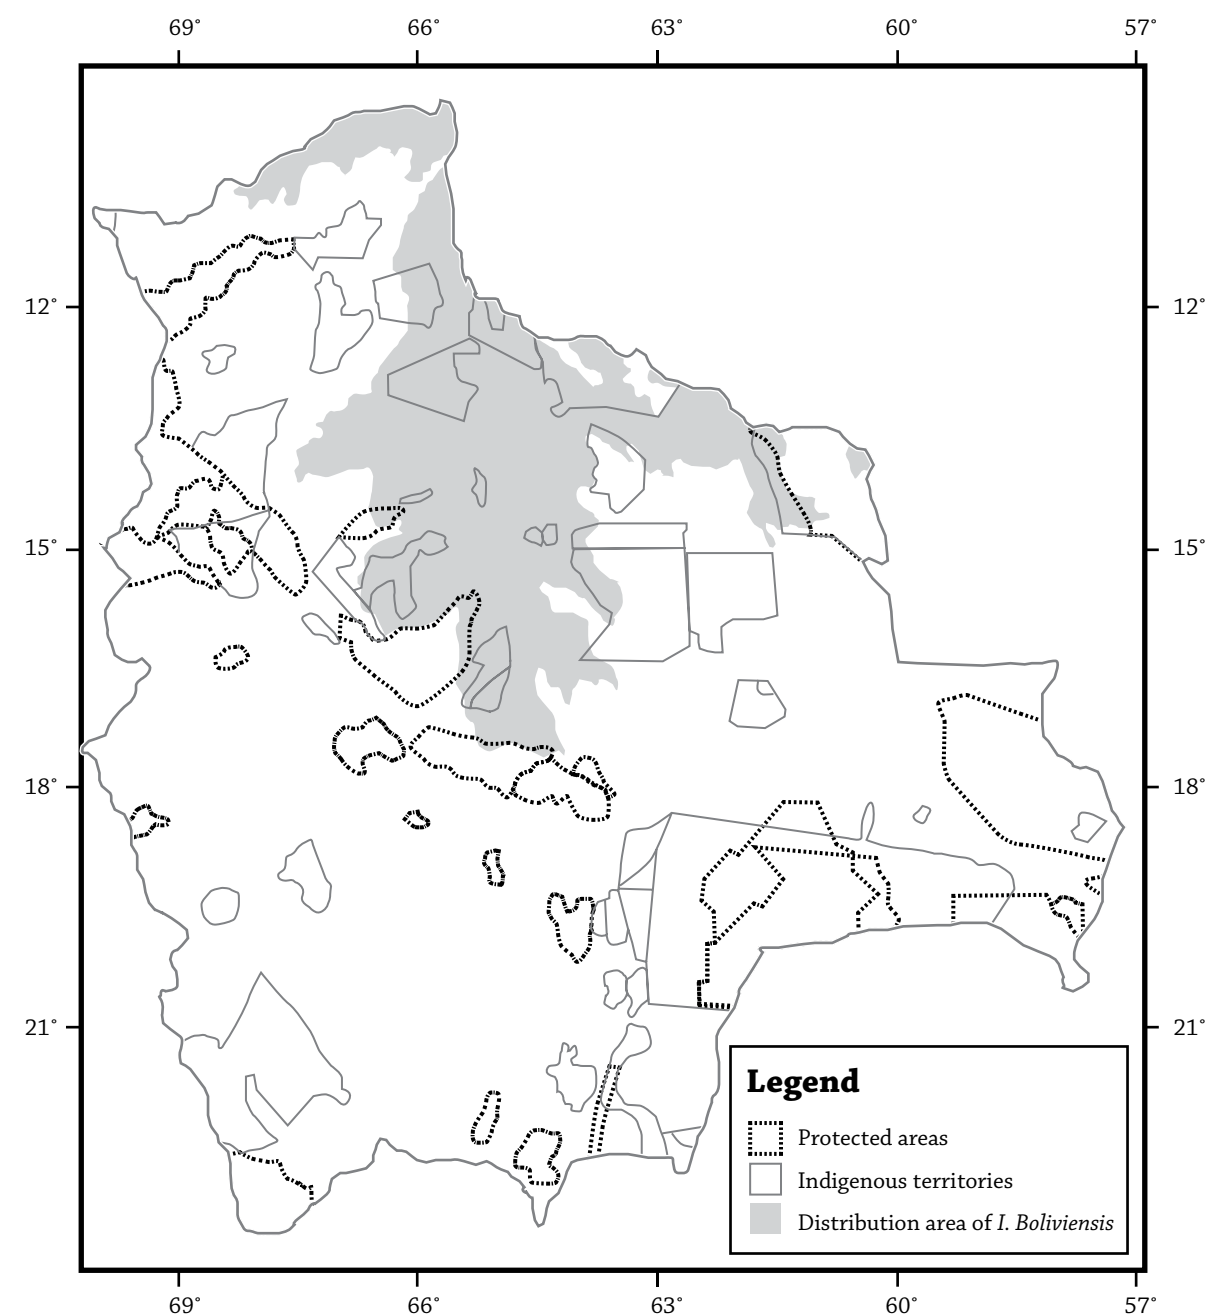 69° 66° 63° 60° 57°
12° 12°
15° 15°
18° 18°
21° 21°
Legend
Protected areas
Indigenous territories
Distribution area of I. Boliviensis
69° 66° 63° 60° 57°